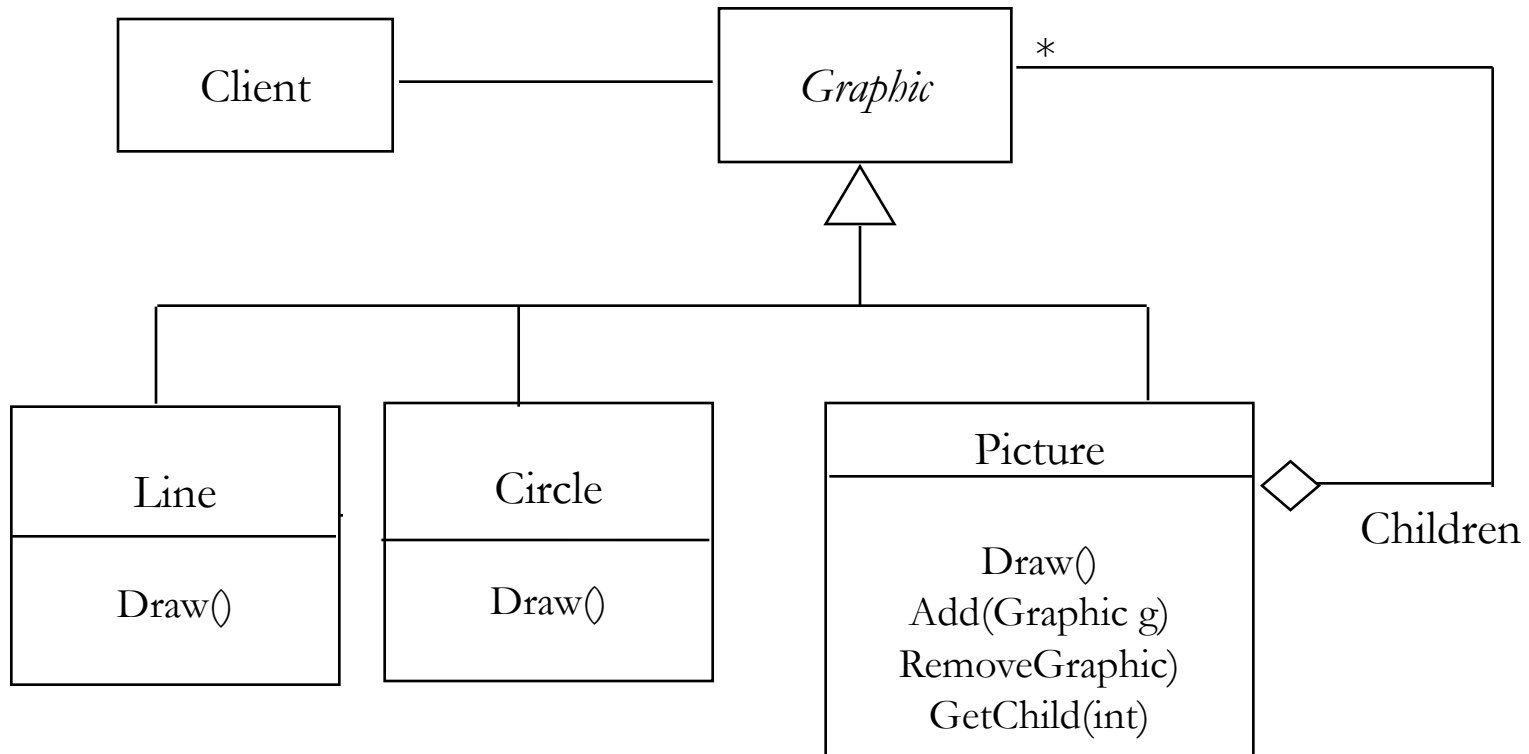 Client
Graphic
*
Line
Draw()
Circle
Draw()
Picture
Draw()
Add(Graphic g)
RemoveGraphic)
GetChild(int)
Children